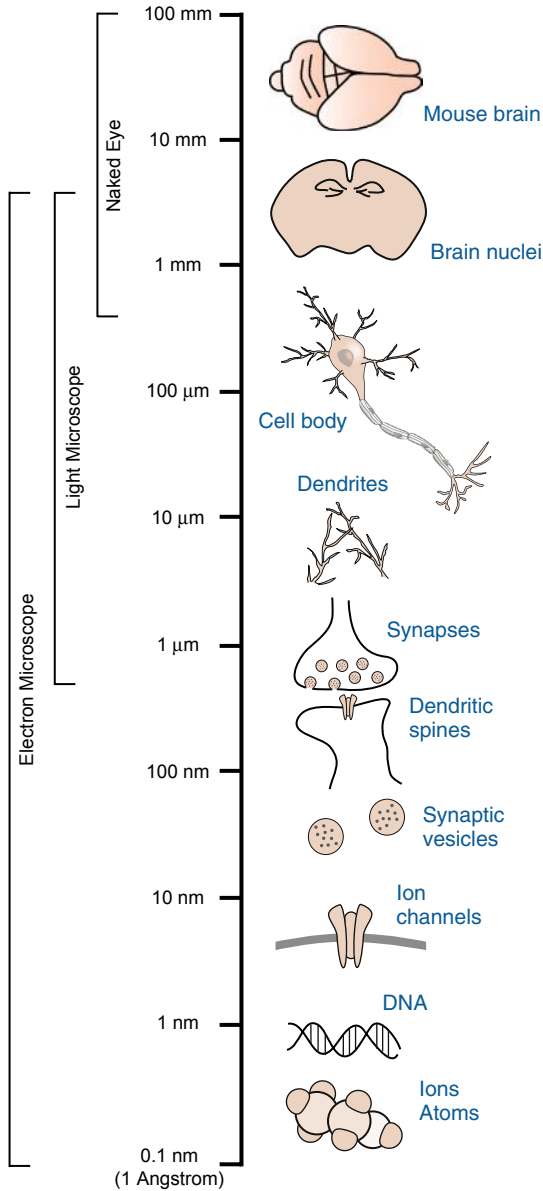 100 mm
Mouse brain
10 mm
Naked Eye
Brain nuclei
1 mm
100 μm
Cell body
Light Microscope
Dendrites
10 μm
Synapses
1 μm
Electron Microscope
Dendritic
spines
100 nm
Synaptic
vesicles
10 nm
Ion
channels
DNA
1 nm
Ions
Atoms
0.1 nm
(1 Angstrom)